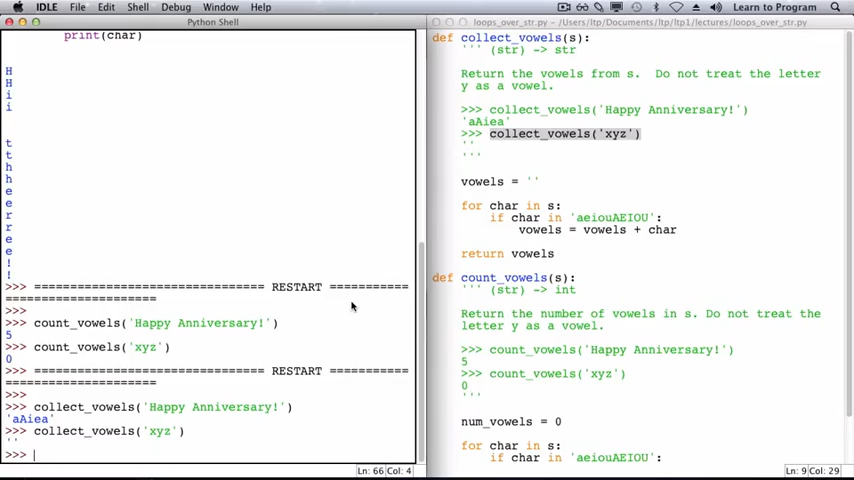 IDLE File Edit Shell Debug Window Help Learn to Program
Python Shell
print(char)
H
H
i
i
t
t
h
h
e
e
r
r
e
e
!
!
>>> ================================ RESTART ===========
=====================
>>>
>>> count_vowels('Happy Anniversary!')
5
>>> count_vowels('xyz')
0
>>> ================================ RESTART ===========
=====================
>>>
>>> collect_vowels('Happy Anniversary!')
'aAiea'
>>> collect_vowels('xyz')
''
>>>
Ln: 66 Col: 4
loops_over_str.py - /Users/ltp/Documents/ltp/ltp1/lectures/loops_over_str.py
def collect_vowels(s):
''' (str) -> str
Return the vowels from s. Do not treat the letter
y as a vowel.
>>> collect_vowels('Happy Anniversary!')
'aAiea'
>>> collect_vowels('xyz')
''
'''
vowels = ''
for char in s:
if char in 'aeiouAEIOU':
vowels = vowels + char
return vowels
def count_vowels(s):
''' (str) -> int
Return the number of vowels in s. Do not treat the
letter y as a vowel.
>>> count_vowels('Happy Anniversary!')
5
>>> count_vowels('xyz')
0
'''
num_vowels = 0
for char in s:
if char in 'aeiouAEIOU':
Ln: 9 Col: 29